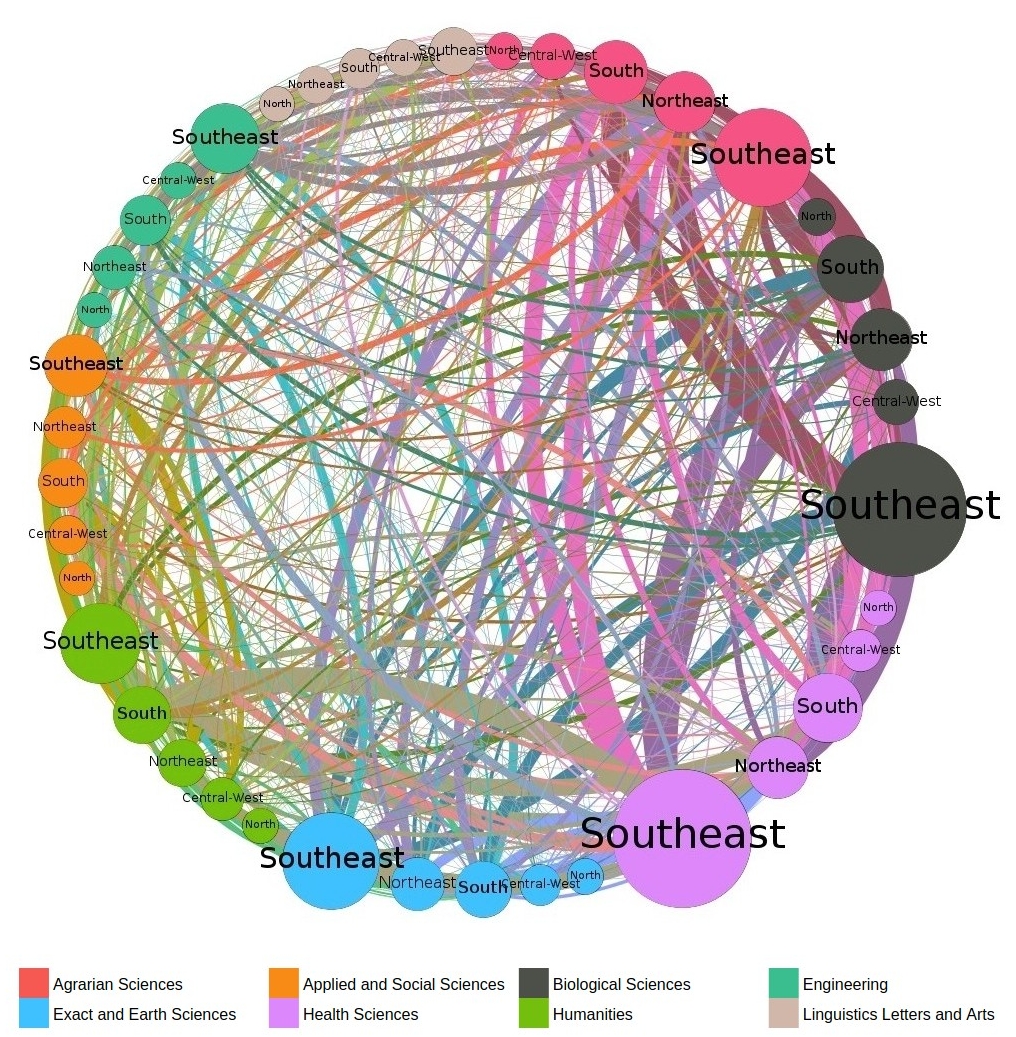 Southeast
North
Central-West
South
Northeast
Southeast
North
South
Northeast
Central-West
Southeast
North
Central-West
South
Northeast
Southeast
North
Central-West
South
Northeast
Southeast
North
Central-West
Northeast
South
Southeast
North
Central-West
South
Northeast
Southeast
North
Northeast
South
Central-West
Southeast
North
Northeast
South
Central-West
Agrarian Sciences
Applied and Social Sciences
Biological Sciences
Engineering
Exact and Earth Sciences
Health Sciences
Humanities
Linguistics Letters and Arts